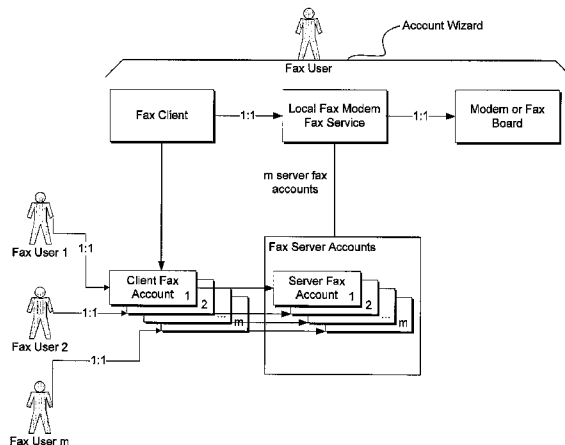 Account Wizard
Fax User
Fax Client
1:1
Local Fax Modem
Fax Service
1:1
Modem or Fax
Board
m server fax
accounts
Fax User 1
1:1
Fax Server Accounts
Client Fax
Account 1
2
...
m
Server Fax
Account 1
2
...
m
Fax User 2
1:1
1:1
Fax User m